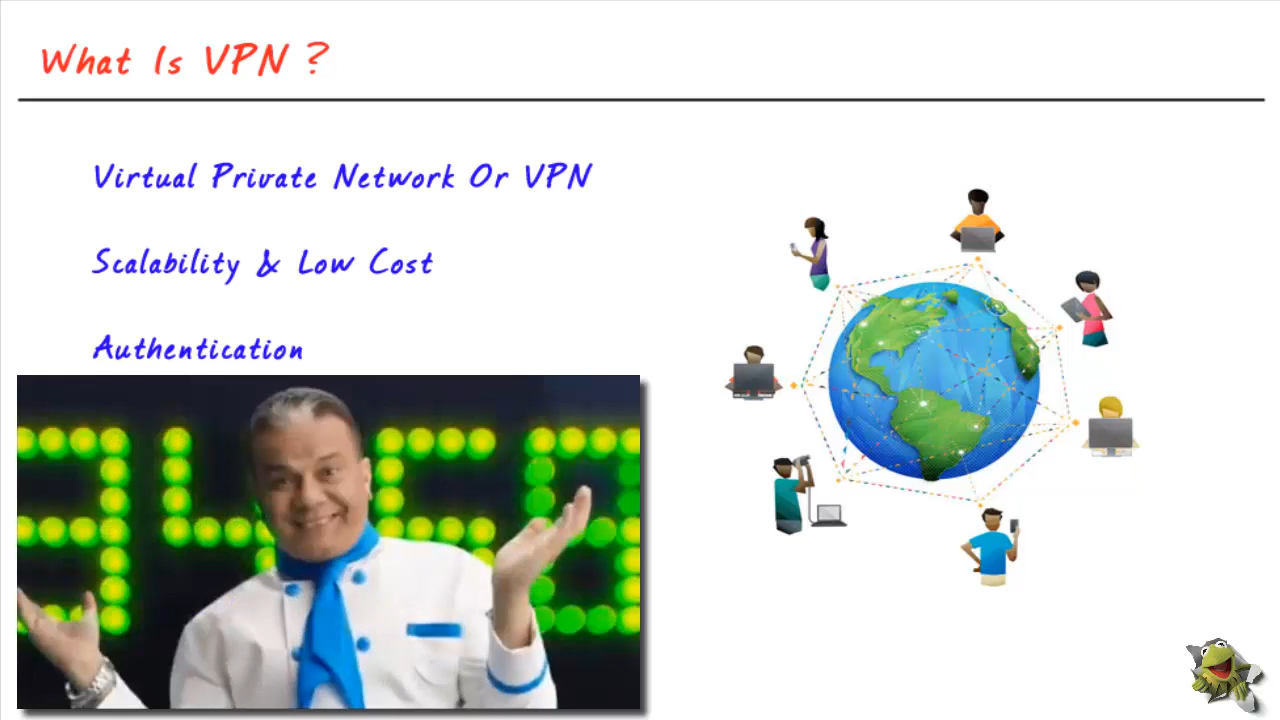 What Is VPN ?
Virtual Private Network Or VPN
Scalability & Low Cost
Authentication